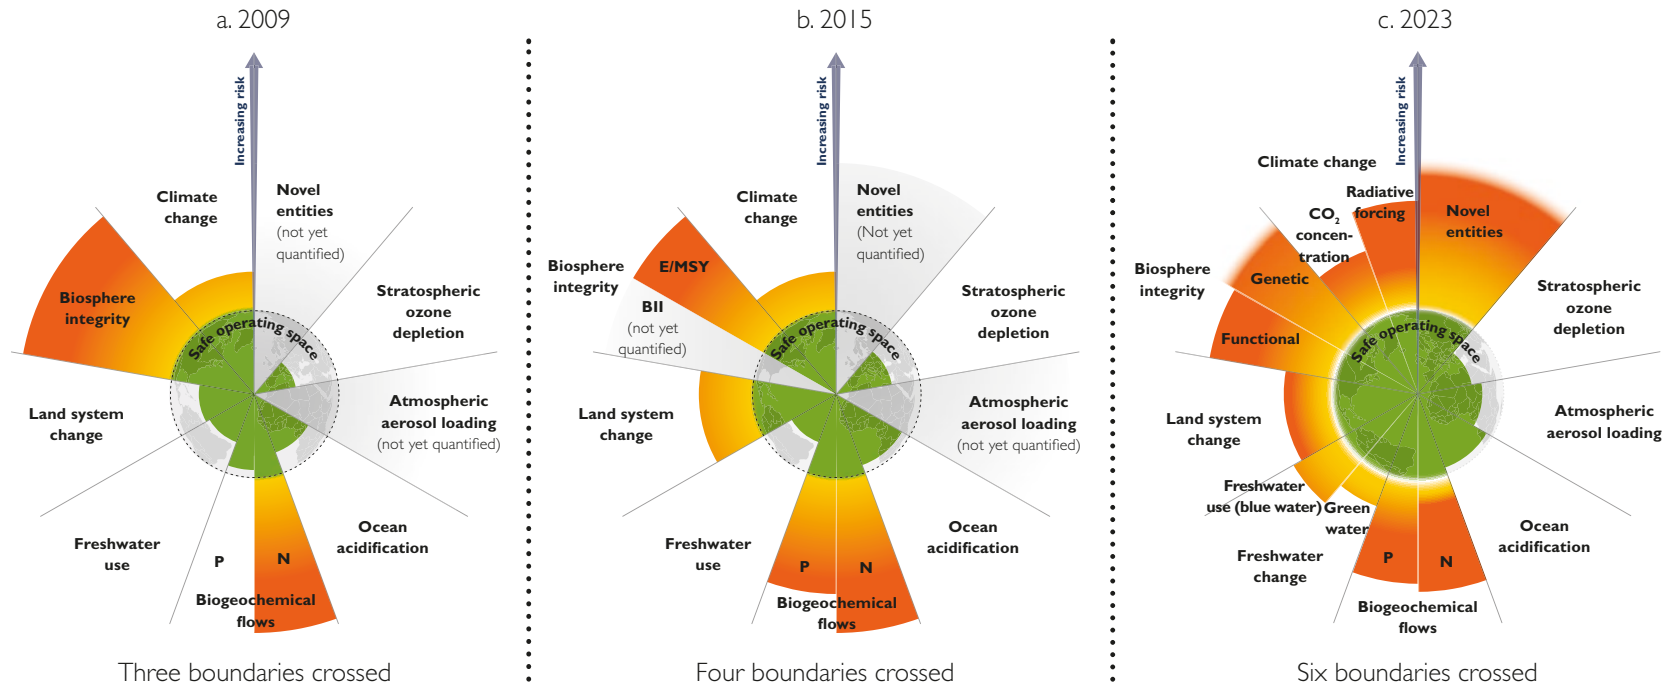 a. 2009
Increasing risk
Climate
change
Novel
entities
(not yet
quantified)
Biosphere
integrity
Stratospheric
ozone
depletion
Safe operating space
Land system
change
Atmospheric
aerosol loading
(not yet quantified)
Freshwater
use
P
N
Ocean
acidification
Biogeochemical
flows
Three boundaries crossed
b. 2015
Increasing risk
Climate
change
Novel
entities
(Not yet
quantified)
Biosphere
integrity
E/MSY
BII
(not yet
quantified)
Stratospheric
ozone
depletion
Safe operating space
Land system
change
Atmospheric
aerosol loading
(not yet quantified)
Freshwater
use
P
N
Ocean
acidification
Biogeochemical
flows
Four boundaries crossed
c. 2023
Increasing risk
Climate change
Radiative
forcing
CO2
concen-
tration
Novel
entities
Biosphere
integrity
Genetic
Functional
Stratospheric
ozone
depletion
Safe operating space
Land system
change
Atmospheric
aerosol loading
Freshwater
use (blue water)
Green
water
Freshwater
change
P
N
Ocean
acidification
Biogeochemical
flows
Six boundaries crossed